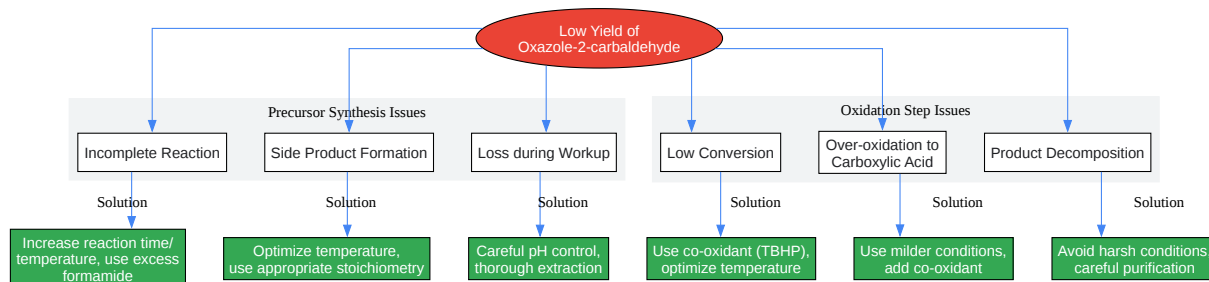 Low Yield of
Oxazole-2-carbaldehyde
Precursor Synthesis Issues
Oxidation Step Issues
Incomplete Reaction
Side Product Formation
Loss during Workup
Low Conversion
Over-oxidation to
Carboxylic Acid
Product Decomposition
Solution
Solution
Solution
Solution
Solution
Solution
Increase reaction time/
temperature, use excess
formamide
Optimize temperature,
use appropriate stoichiometry
Careful pH control,
thorough extraction
Use co-oxidant (TBHP),
optimize temperature
Use milder conditions,
add co-oxidant
Avoid harsh conditions,
careful purification